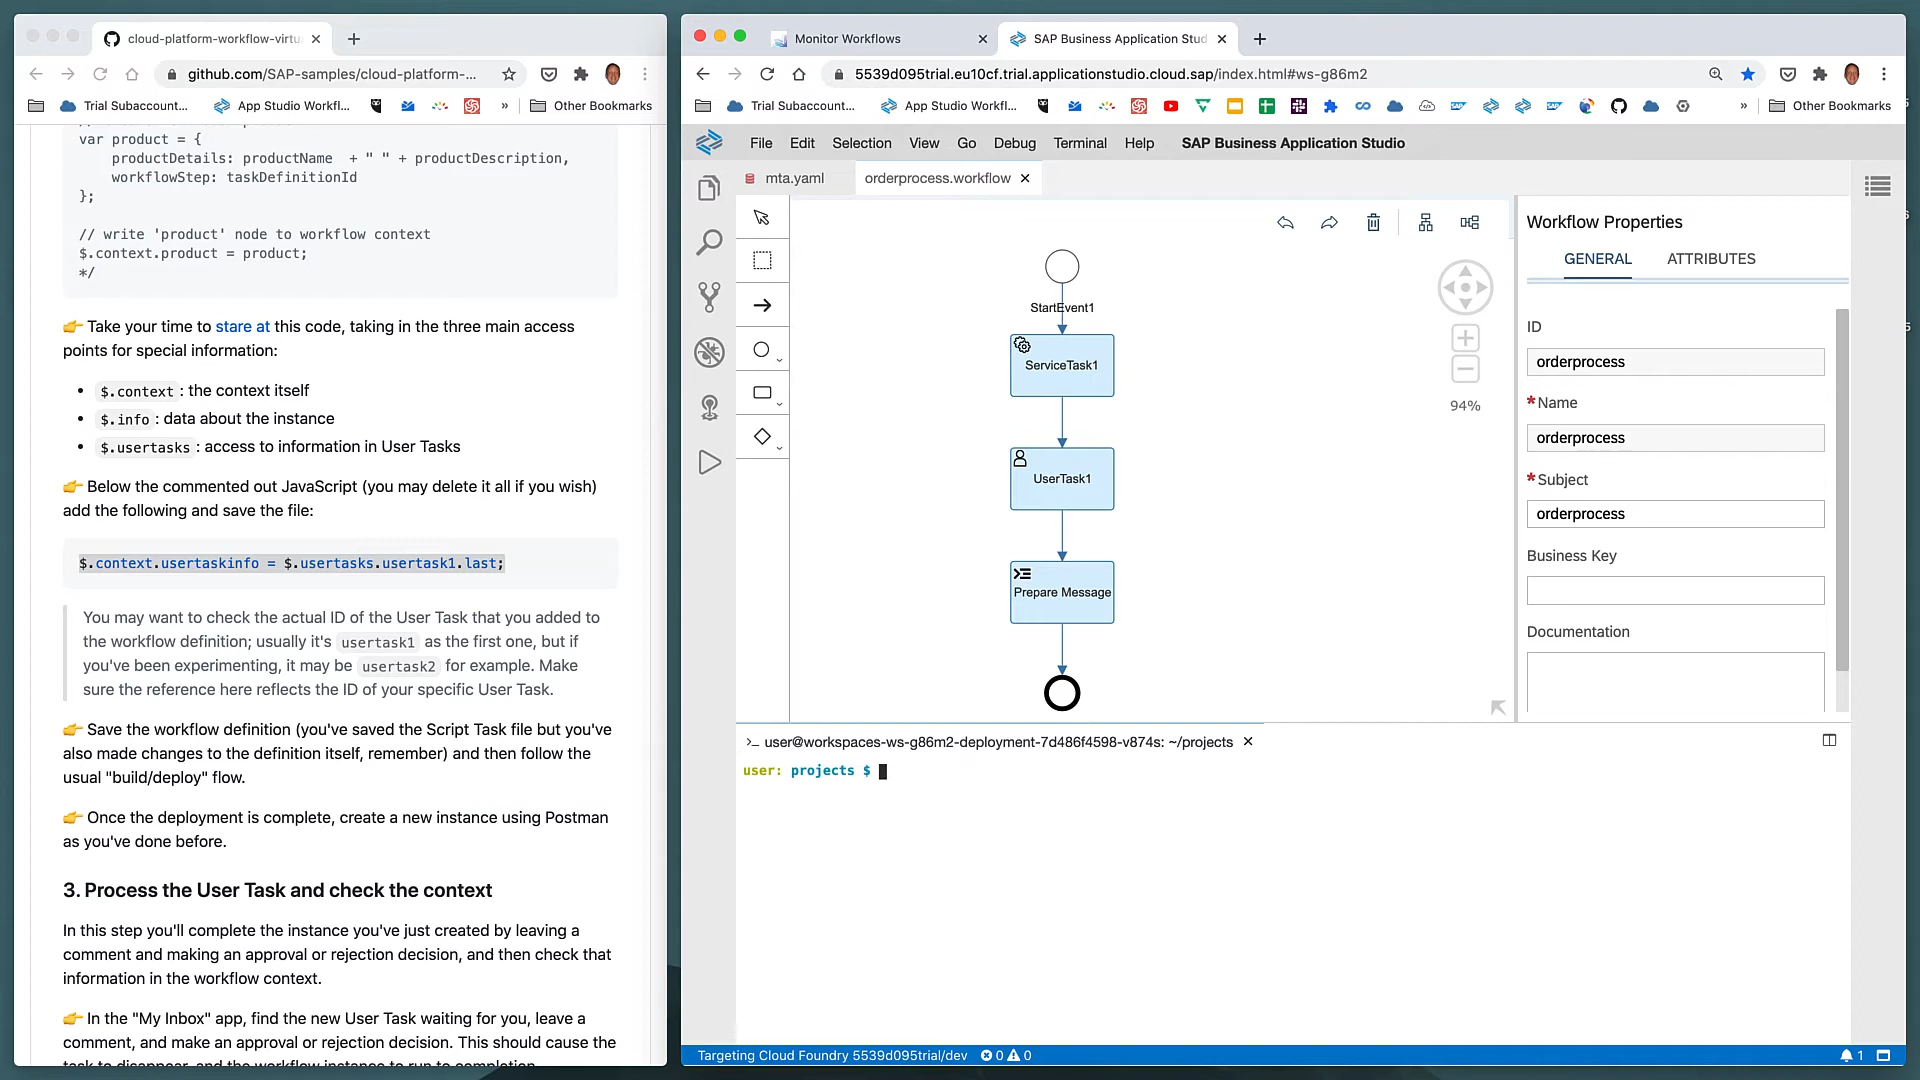 cloud-platform-workflow-virtu
github.com/SAP-samples/cloud-platform-...
Trial Subaccount...
App Studio Workfl...
»
Other Bookmarks
var product = {
productDetails: productName + " " + productDescription,
workflowStep: taskDefinitionId
};
// write 'product' node to workflow context
$.context.product = product;
*/
👉 Take your time to stare at this code, taking in the three main access
points for special information:
• $.context : the context itself
• $.info : data about the instance
• $.usertasks : access to information in User Tasks
👉 Below the commented out JavaScript (you may delete it all if you wish)
add the following and save the file:
$.context.usertaskinfo = $.usertasks.usertask1.last;
You may want to check the actual ID of the User Task that you added to
the workflow definition; usually it's usertask1 as the first one, but if
you've been experimenting, it may be usertask2 for example. Make
sure the reference here reflects the ID of your specific User Task.
👉 Save the workflow definition (you've saved the Script Task file but you've
also made changes to the definition itself, remember) and then follow the
usual "build/deploy" flow.
👉 Once the deployment is complete, create a new instance using Postman
as you've done before.
3. Process the User Task and check the context
In this step you'll complete the instance you've just created by leaving a
comment and making an approval or rejection decision, and then check that
information in the workflow context.
👉 In the "My Inbox" app, find the new User Task waiting for you, leave a
comment, and make an approval or rejection decision. This should cause the
Monitor Workflows
SAP Business Application Stud
5539d095trial.eu10cf.trial.applicationstudio.cloud.sap/index.html#ws-g86m2
Trial Subaccount...
App Studio Workfl...
»
Other Bookmarks
File Edit Selection View Go Debug Terminal Help SAP Business Application Studio
mta.yaml
orderprocess.workflow
StartEvent1
ServiceTask1
UserTask1
Prepare Message
94%
Workflow Properties
GENERAL ATTRIBUTES
ID
orderprocess
*Name
orderprocess
*Subject
orderprocess
Business Key
Documentation
>_ user@workspaces-ws-g86m2-deployment-7d486f4598-v874s: ~/projects
user: projects $
Targeting Cloud Foundry 5539d095trial/dev 0 0
1